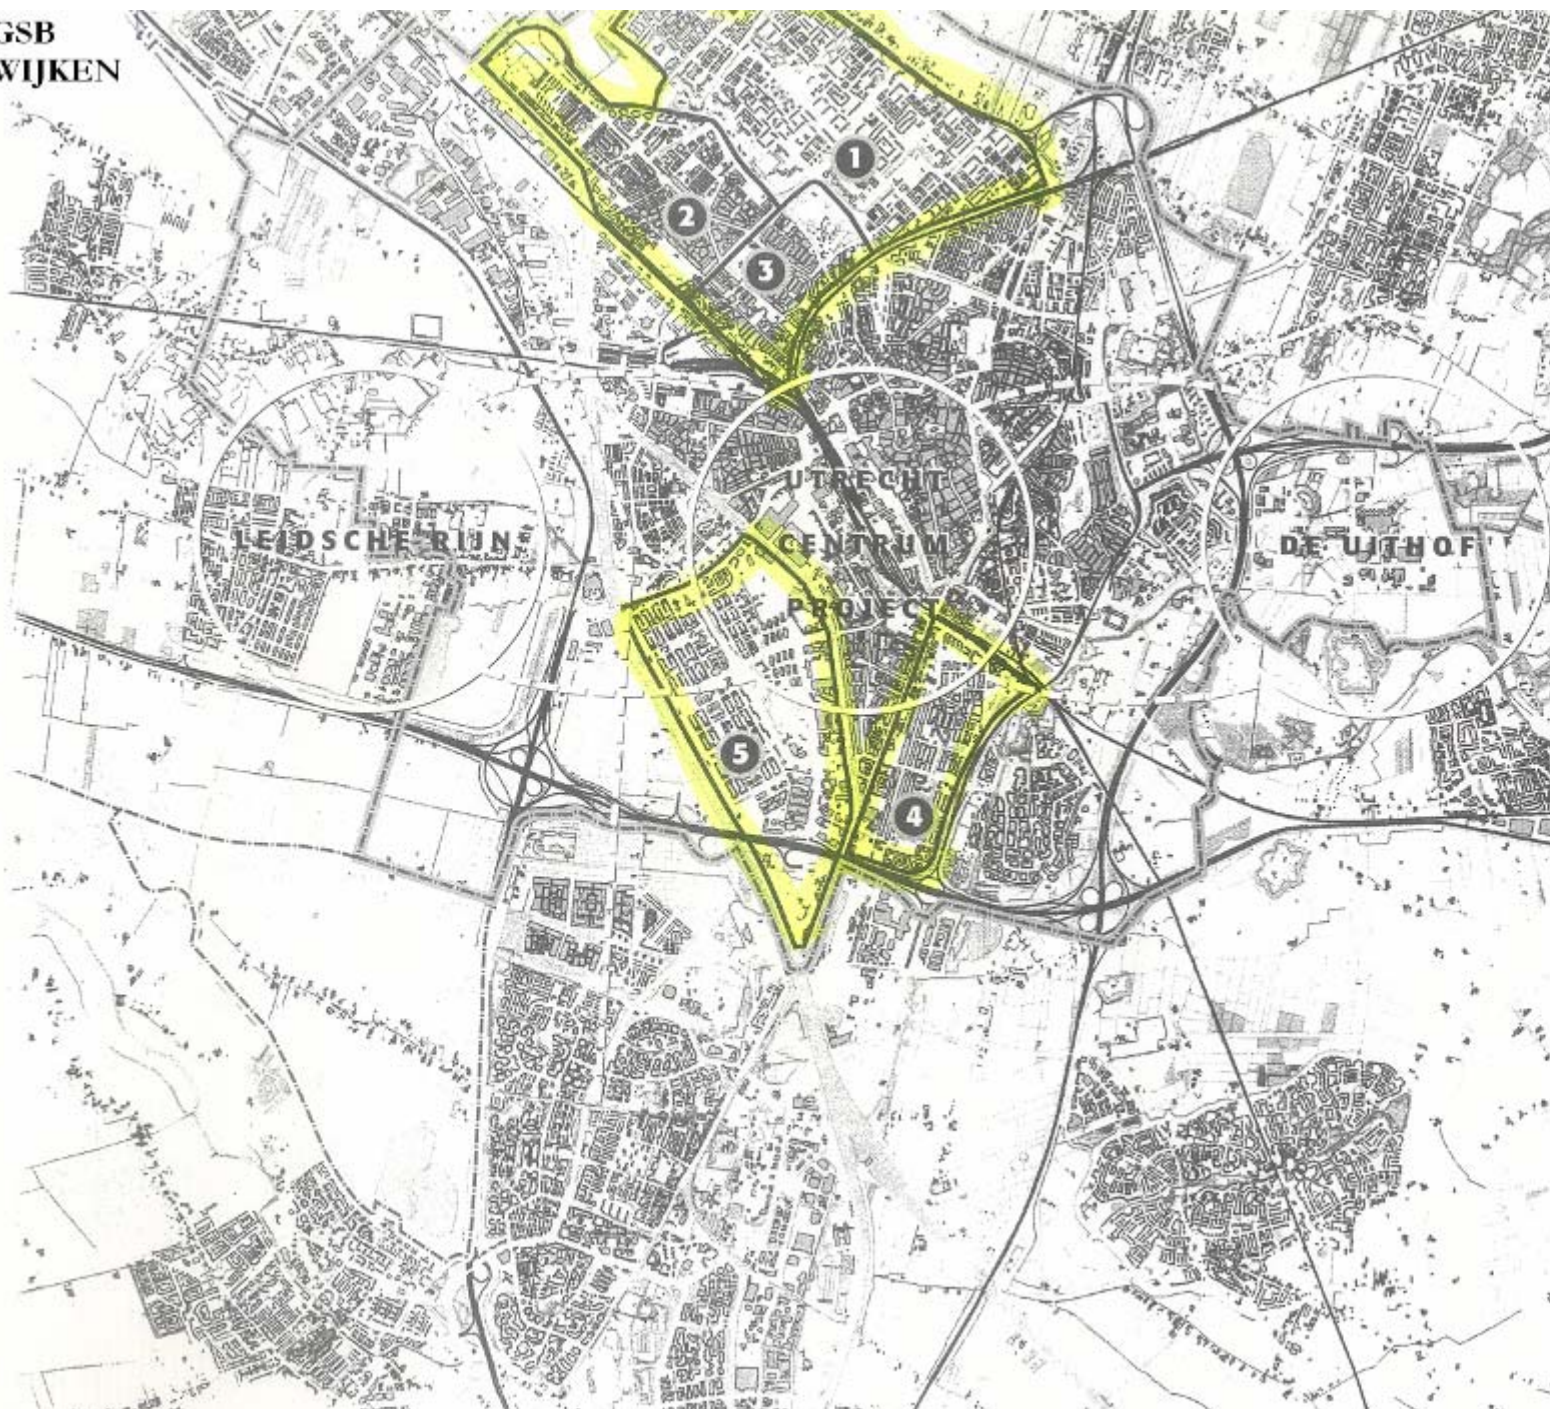 GSB
WIJKEN
1
2
3
UTRECHT
LEIDSCHE RIJN
CENTRUM
DE UITHOF
PROJECT
5
4